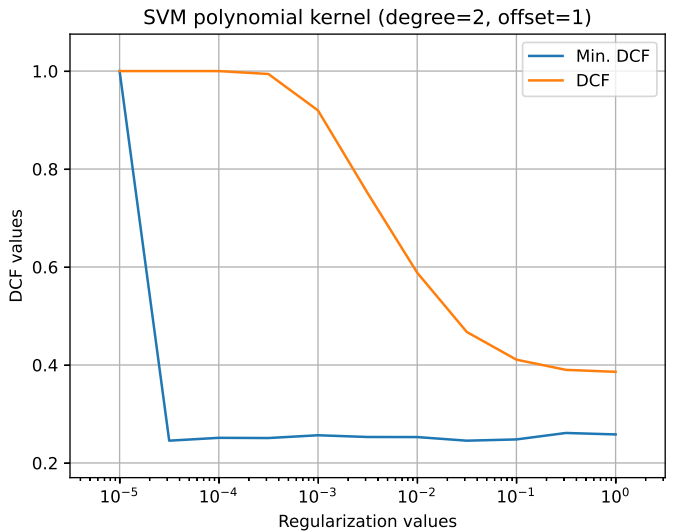 SVM polynomial kernel (degree=2, offset=1)
Min. DCF
DCF
DCF values
1.0
0.8
0.6
0.4
0.2
10⁻⁵ 10⁻⁴ 10⁻³ 10⁻² 10⁻¹ 10⁰
Regularization values